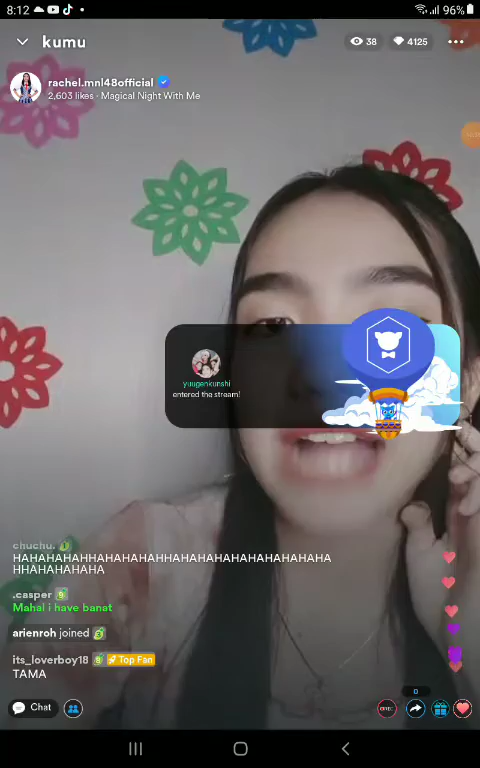 8:12
96%
kumu
38
4125
rachel.mnl48official
2,603 likes · Magical Night With Me
yuugenkunshi
entered the stream!
chuchu.
HAHAHAHAHHAHAHAHAHHAHAHAHAHAHAHAHAHA
HHAHAHAHAHA
.casper
Mahal i have banat
arienroh joined
its_loverboy18 Top Fan
TAMA
0
Chat